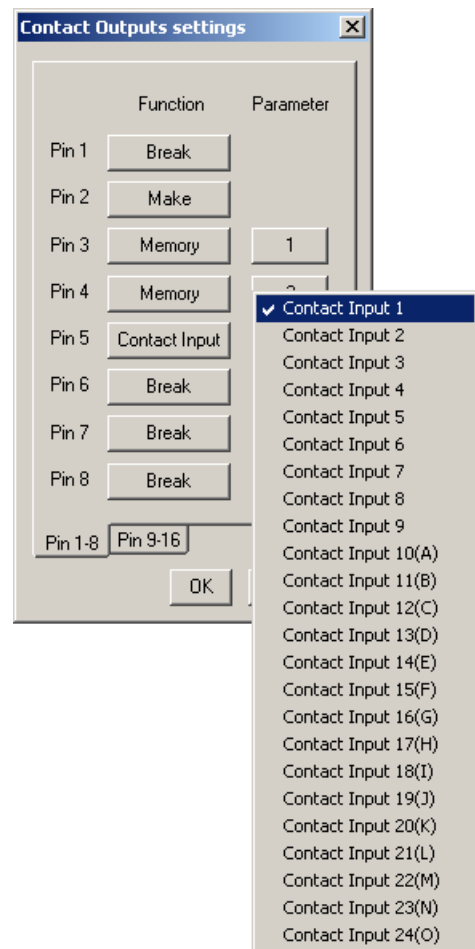 Contact Outputs settings
Function Parameter
Pin 1 Break
Pin 2 Make
Pin 3 Memory 1
Pin 4 Memory
Pin 5 Contact Input
Pin 6 Break
Pin 7 Break
Pin 8 Break
Pin 1-8 Pin 9-16
OK
Contact Input 1
Contact Input 2
Contact Input 3
Contact Input 4
Contact Input 5
Contact Input 6
Contact Input 7
Contact Input 8
Contact Input 9
Contact Input 10(A)
Contact Input 11(B)
Contact Input 12(C)
Contact Input 13(D)
Contact Input 14(E)
Contact Input 15(F)
Contact Input 16(G)
Contact Input 17(H)
Contact Input 18(I)
Contact Input 19(J)
Contact Input 20(K)
Contact Input 21(L)
Contact Input 22(M)
Contact Input 23(N)
Contact Input 24(O)